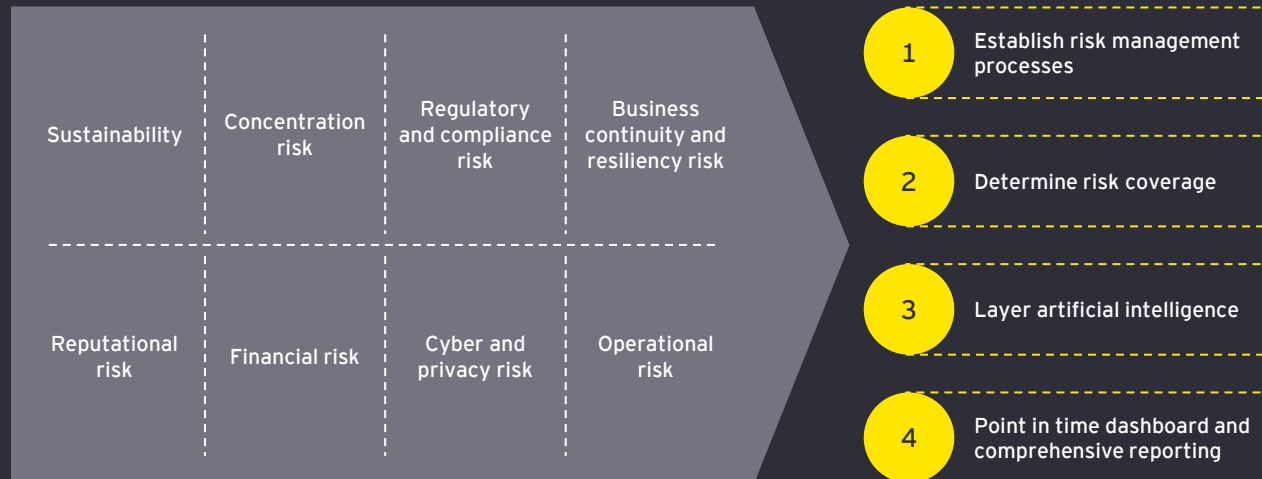 Sustainability
Concentration
risk
Regulatory
and compliance
risk
Business
continuity and
resiliency risk
Reputational
risk
Financial risk
Cyber and
privacy risk
Operational
risk
1
Establish risk management
processes
2
Determine risk coverage
3
Layer artificial intelligence
4
Point in time dashboard and
comprehensive reporting